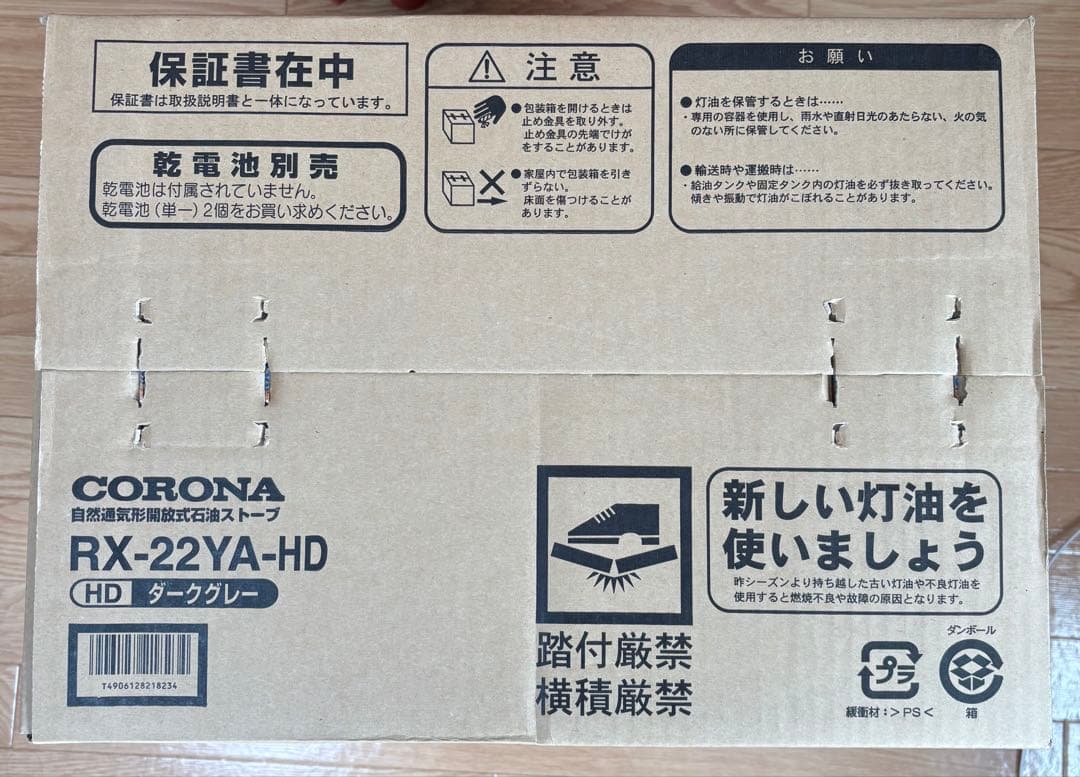 保証書在中
保証書は取扱説明書と一体になっています。
乾電池別売
乾電池は付属されていません。
乾電池(単一)2個をお買い求めください。
注意
●包装箱を開けるときは
止め金具を取り外す。
止め金具の先端でけが
をすることがあります。
●家屋内で包装箱を引き
ずらない。
床面を傷つけることが
あります。
お願い
●灯油を保管するときは……
・専用の容器を使用し、雨水や直射日光のあたらない、火の気
のない所に保管してください。
●輸送時や運搬時は……
・給油タンクや固定タンク内の灯油を必ず抜き取ってください。
傾きや振動で灯油がこぼれることがあります。
CORONA
自然通気形開放式石油ストーブ
RX-22YA-HD
HD ダークグレー
T4906128218234
踏付厳禁
横積厳禁
新しい灯油を
使いましょう
昨シーズンより持ち越した古い灯油や不良灯油を
使用すると燃焼不良や故障の原因となります。
プラ
緩衝材:>PS<
ダンボール
箱